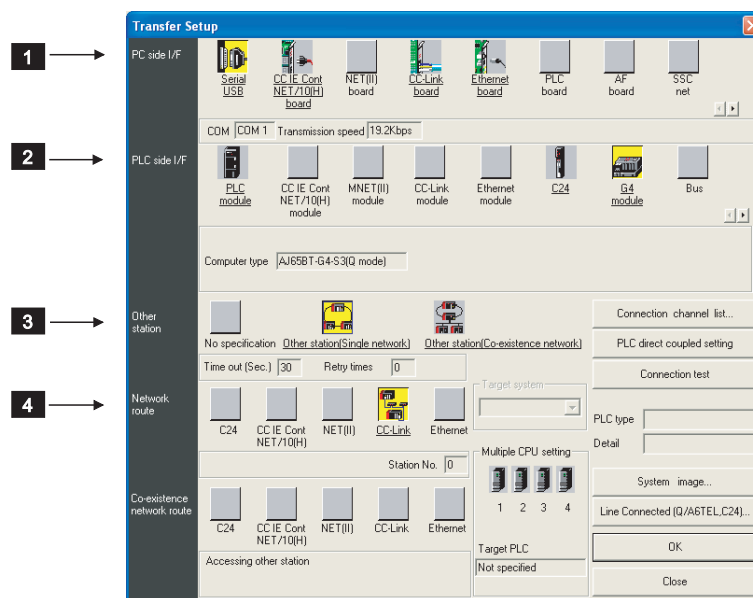 Transfer Setup
1
PC side I/F
Serial
USB
CC IE Cont
NET/10(H)
board
NET(II)
board
CC-Link
board
Ethernet
board
PLC
board
AF
board
SSC
net
COM COM 1 Transmission speed 19.2Kbps
2
PLC side I/F
PLC
module
CC IE Cont
NET/10(H)
module
MNET(II)
module
CC-Link
module
Ethernet
module
C24
G4
module
Bus
Computer type AJ65BT-G4-S3(Q mode)
3
Other
station
No specification Other station(Single network) Other station(Co-existence network)
Time out (Sec.) 30 Retry times 0
Connection channel list...
PLC direct coupled setting
Connection test
4
Network
route
C24
CC IE Cont
NET/10(H)
NET(II)
CC-Link
Ethernet
Station No. 0
Target system
PLC type
Detail
Multiple CPU setting
1 2 3 4
Target PLC
Not specified
System image...
Line Connected (Q/A6TEL,C24)...
OK
Close
Co-existence
network route
C24
CC IE Cont
NET/10(H)
NET(II)
CC-Link
Ethernet
Accessing other station